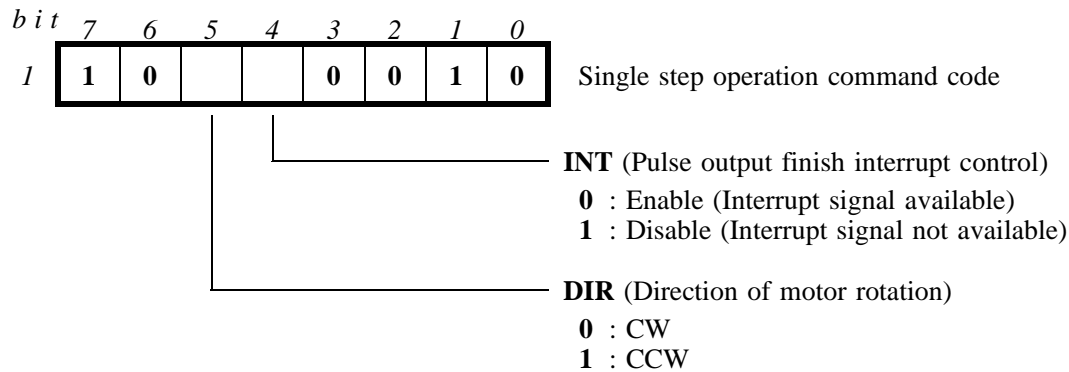 bit 7 6 5 4 3 2 1 0
1 1 0 0 0 1 0 Single step operation command code
INT (Pulse output finish interrupt control)
0 : Enable (Interrupt signal available)
1 : Disable (Interrupt signal not available)
DIR (Direction of motor rotation)
0 : CW
1 : CCW